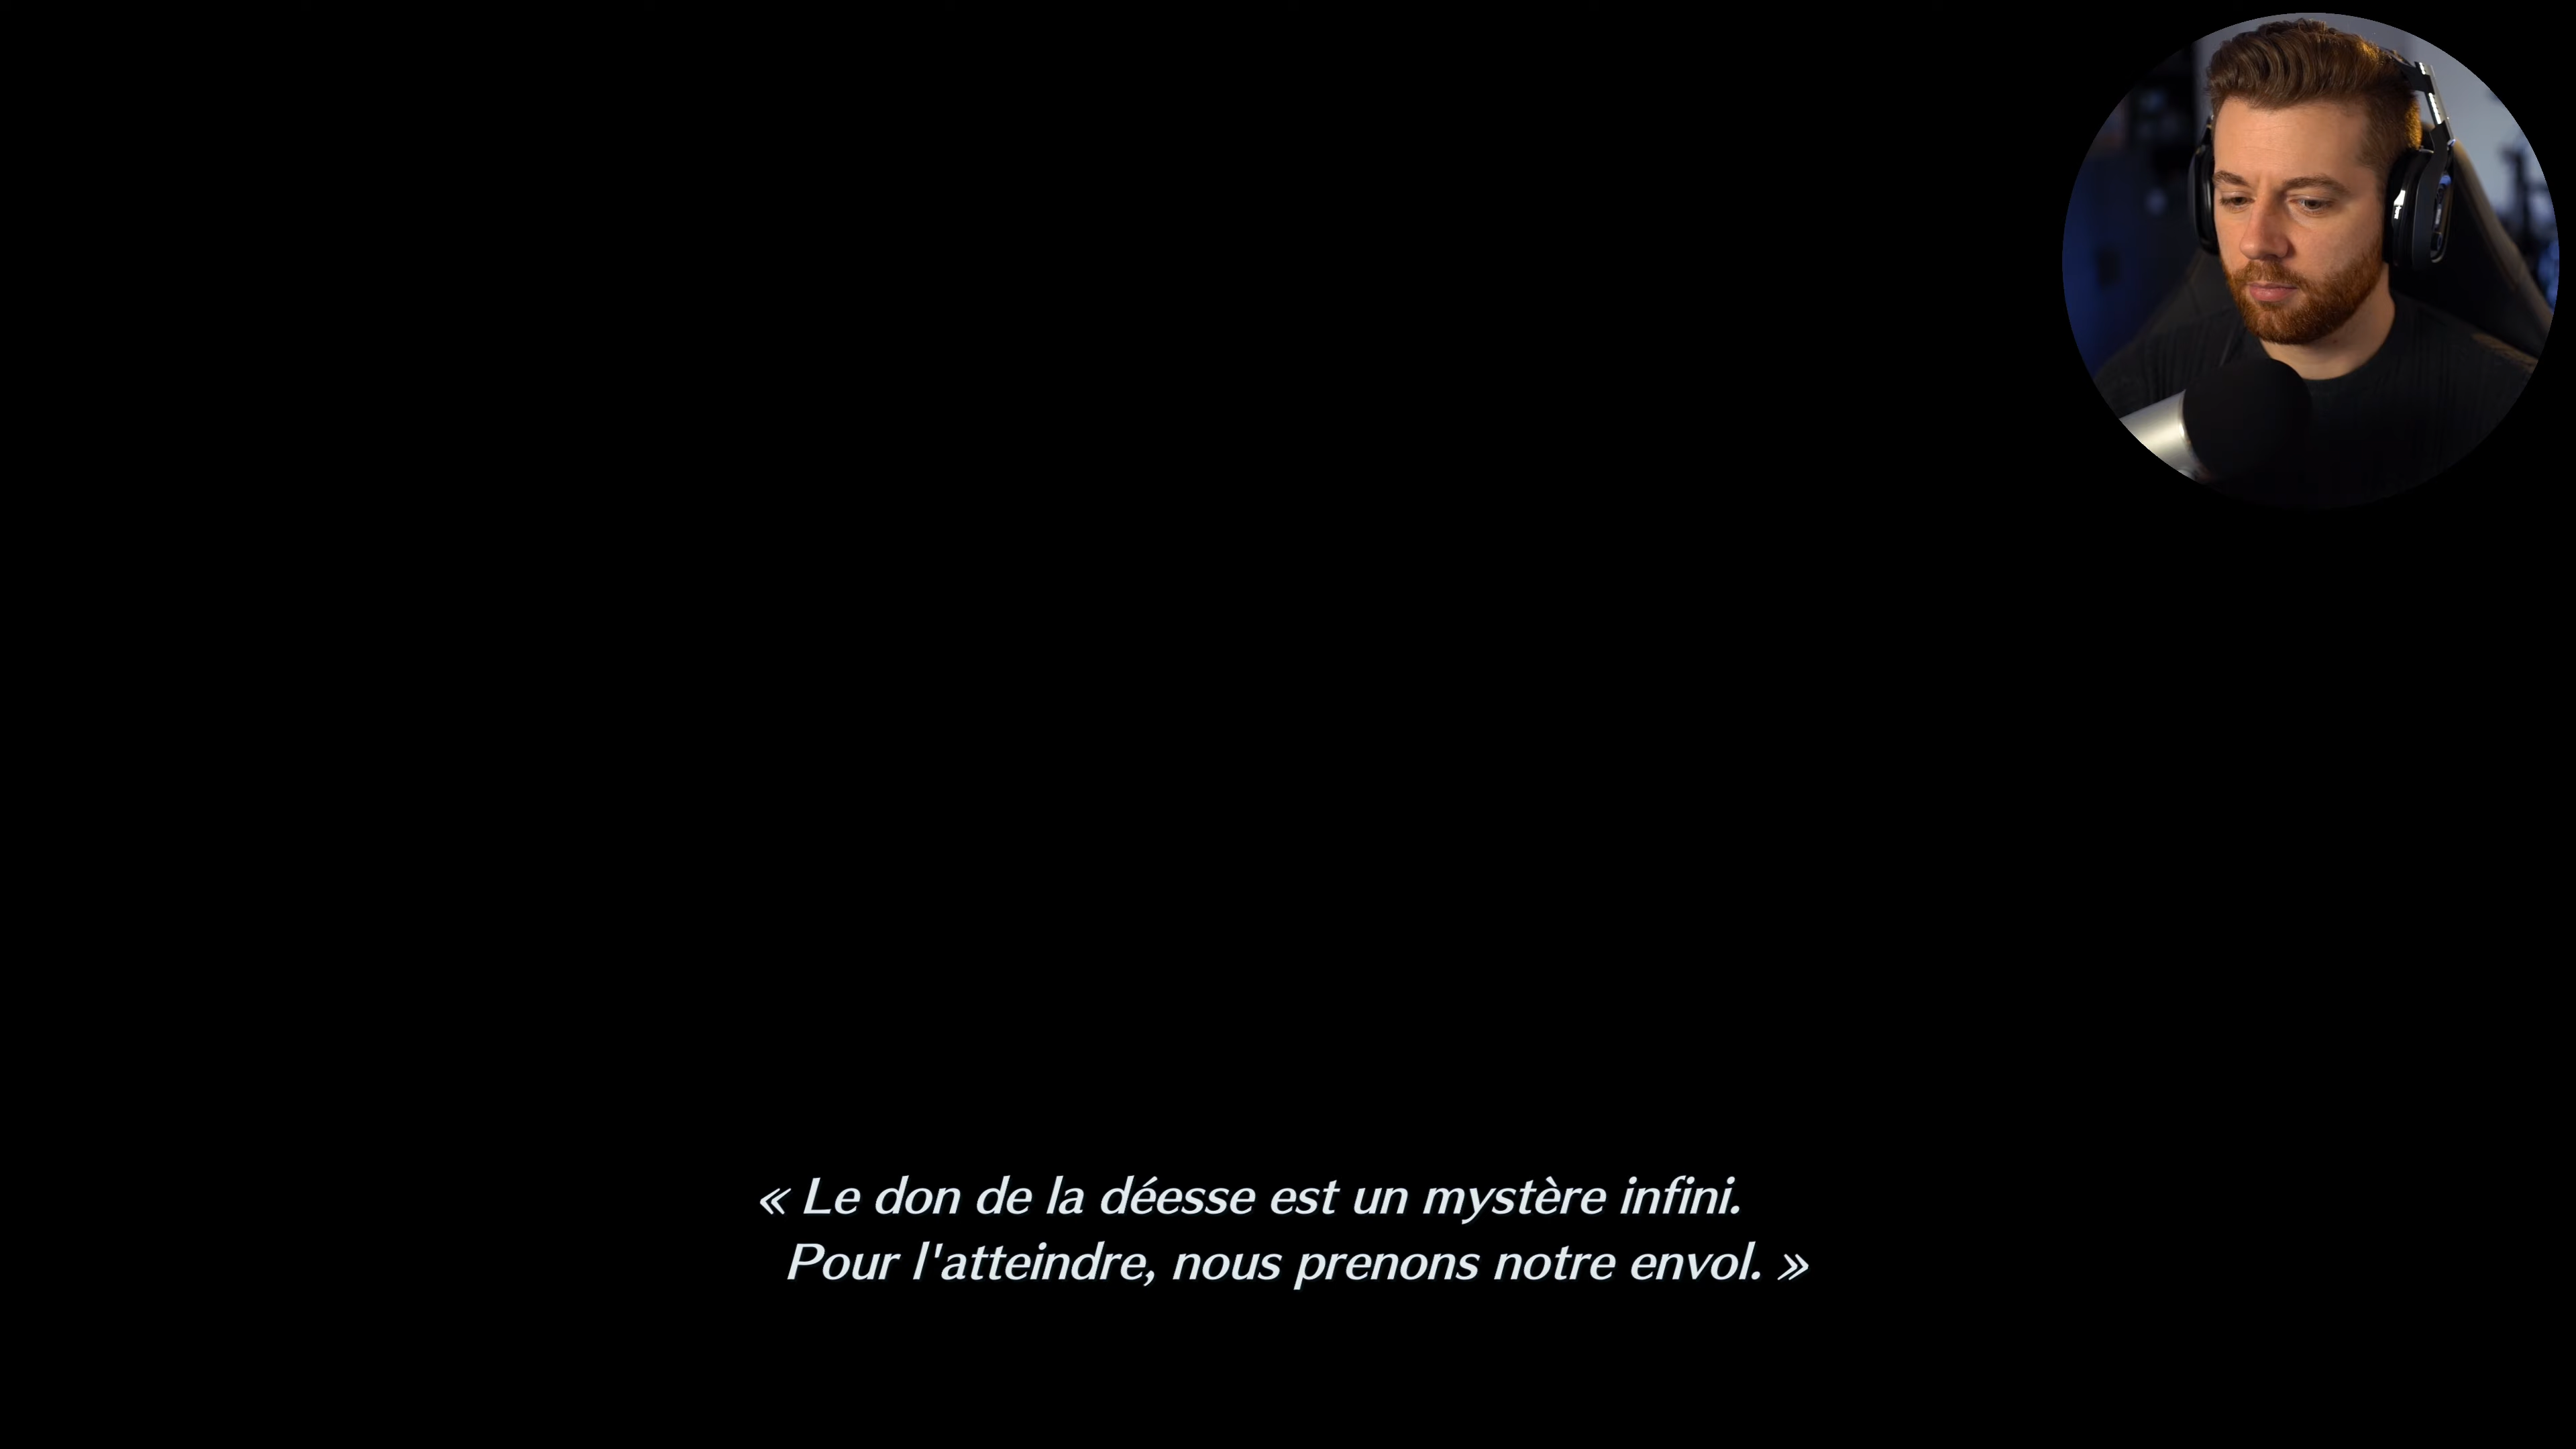 « Le don de la déesse est un mystère infini.
Pour l'atteindre, nous prenons notre envol. »